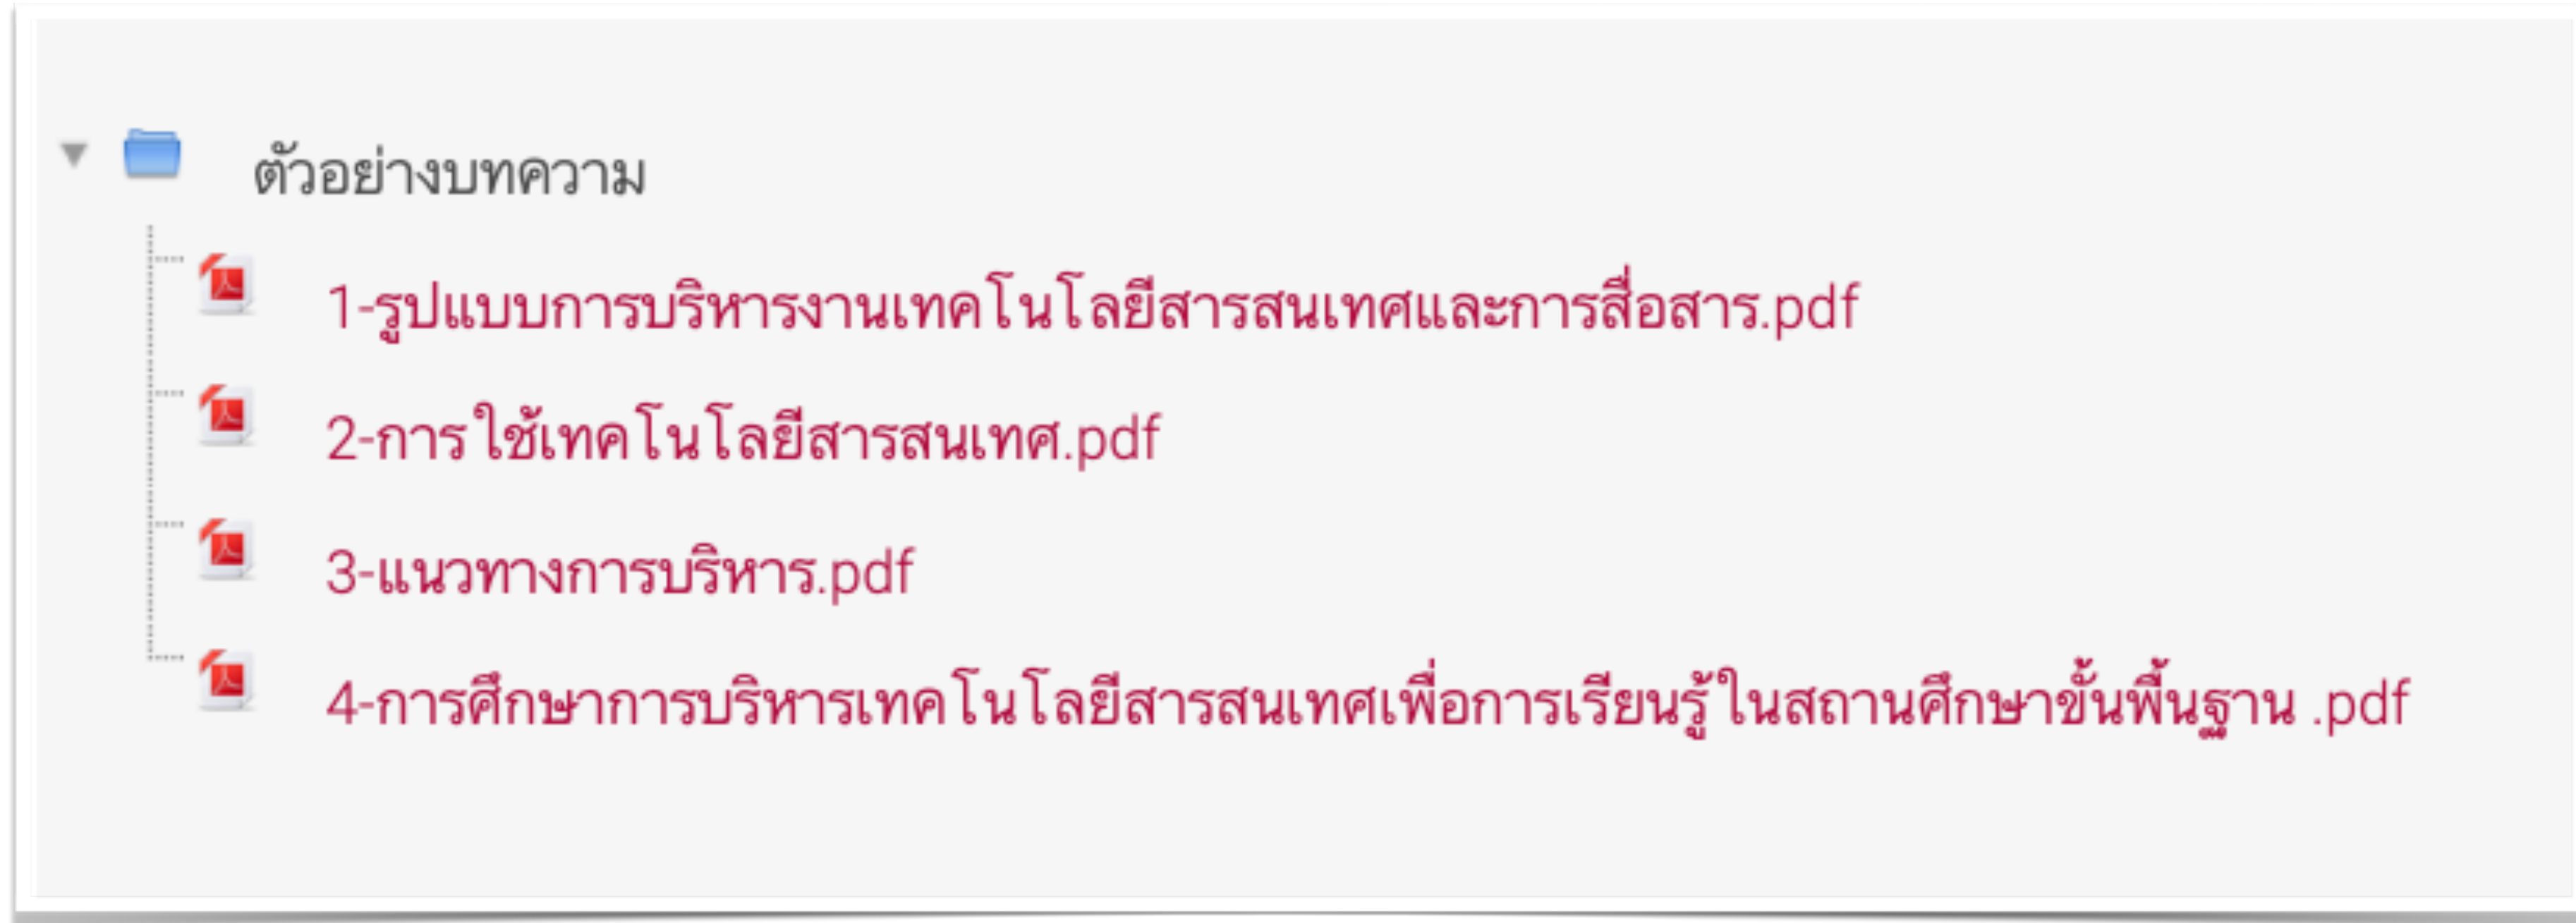 ตัวอย่างบทความ
1-รูปแบบการบริหารงานเทคโนโลยีสารสนเทศและการสื่อสาร.pdf
2-การใช้เทคโนโลยีสารสนเทศ.pdf
3-แนวทางการบริหาร.pdf
4-การศึกษาการบริหารเทคโนโลยีสารสนเทศเพื่อการเรียนรู้ในสถานศึกษาขั้นพื้นฐาน .pdf